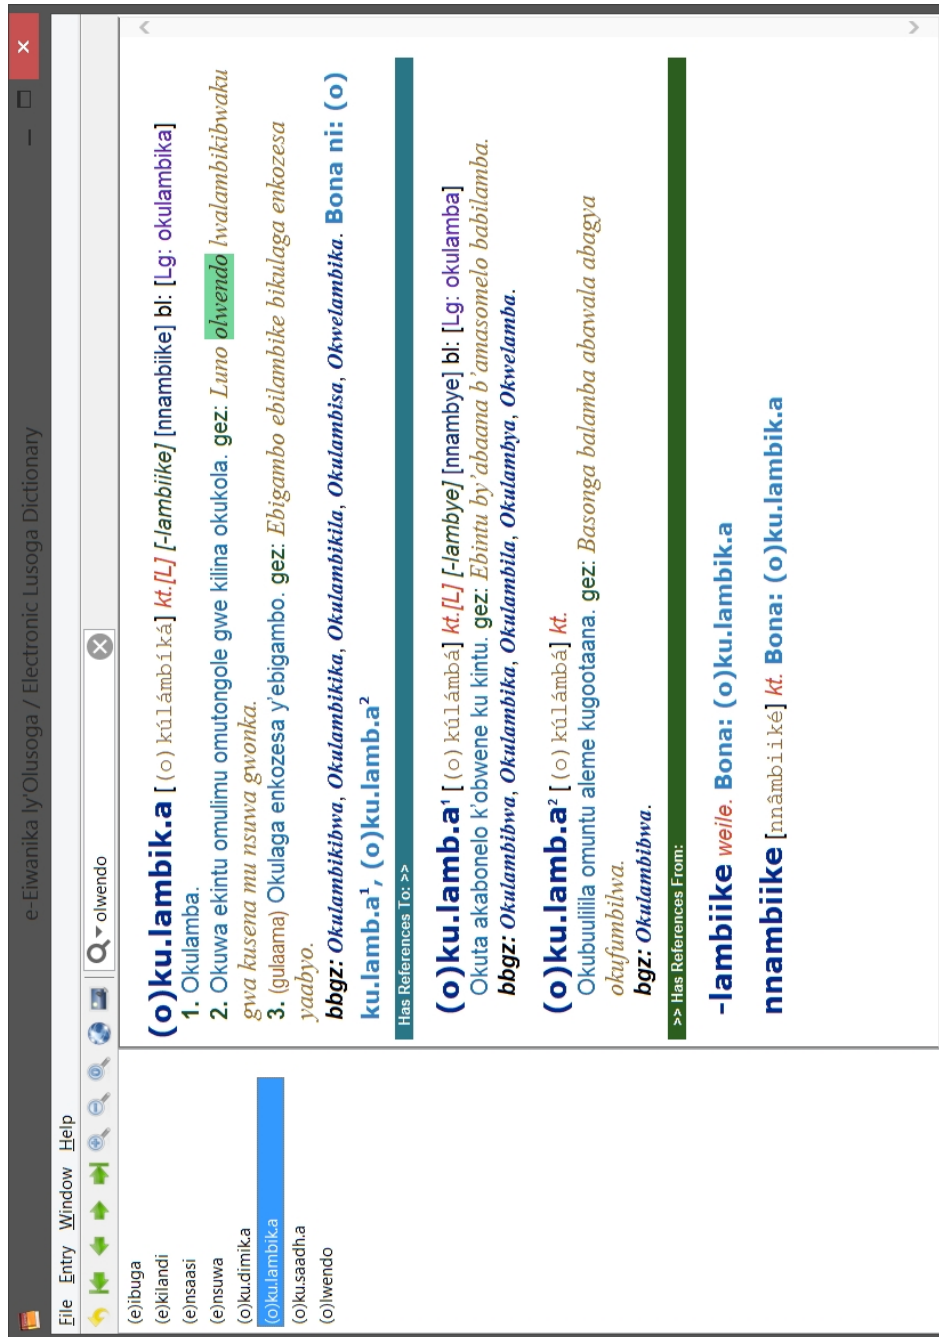 e-Eiwanika ly'Olusoga / Electronic Lusoga Dictionary
File Entry Window Help
olwendo
(e)ibuga
(e)kilandi
(e)nsaasi
(e)nsuwa
(o)ku.dimik.a
(o)ku.lambik.a
(o)ku.saadh.a
(o)lwendo
(o)ku.lambik.a [(o)kúlámbíká] kt.[L] [-lambiike] [nnambiike] bl: [Lg: okulambika]
1. Okulamba.
2. Okuwa ekintu omulimu omutongole gwe kilina okukola. gez: Luno olwendo lwalambikibwaku
gwa kusena mu nsuwa gwonka.
3. (gulaama) Okulaga enkozesa y'ebigambo. gez: Ebigambo ebilambike bikulaga enkozesa
yaabyo.
bbgz: Okulambikibwa, Okulambikika, Okulambikila, Okulambisa, Okwelambika. Bona ni: (o)
ku.lamb.a¹, (o)ku.lamb.a²
Has References To: >>
(o)ku.lamb.a¹ [(o)kúlámbá] kt.[L] [-lambye] [nnambye] bl: [Lg: okulamba]
Okuta akabonelo k'obwene ku kintu. gez: Ebintu by'abaana b'amasomelo babilamba.
bbgz: Okulambiibwa, Okulambika, Okulambila, Okulambya, Okwelamba.
(o)ku.lamb.a² [(o)kúlámbá] kt.
Okubuulilila omuntu aleme kugootaana. gez: Basonga balamba abawala abagya
okufumbilwa.
bgz: Okulambibwa.
>> Has References From:
-lambiike weile. Bona: (o)ku.lambik.a
nnambiike [nnâmbiiké] kt. Bona: (o)ku.lambik.a